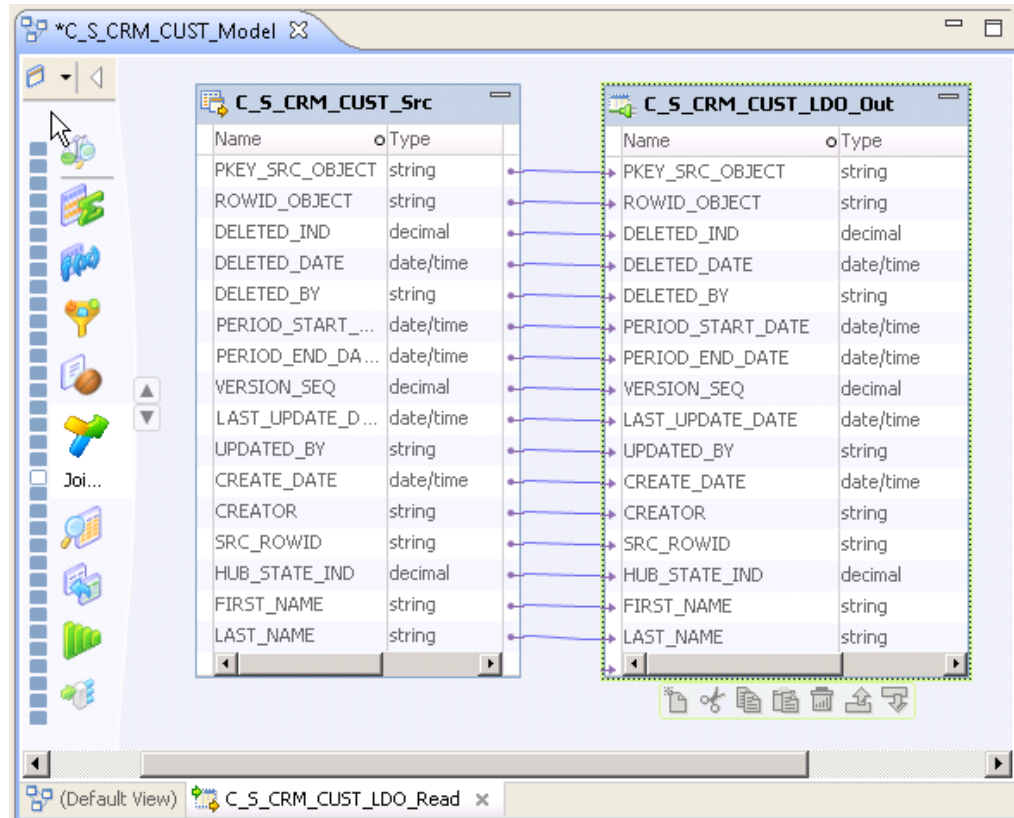 *C_S_CRM_CUST_Model
C_S_CRM_CUST_Src
Name Type
PKEY_SRC_OBJECT string
ROWID_OBJECT string
DELETED_IND decimal
DELETED_DATE date/time
DELETED_BY string
PERIOD_START_... date/time
PERIOD_END_DA... date/time
VERSION_SEQ decimal
LAST_UPDATE_D... date/time
UPDATED_BY string
CREATE_DATE date/time
CREATOR string
SRC_ROWID string
HUB_STATE_IND decimal
FIRST_NAME string
LAST_NAME string
C_S_CRM_CUST_LDO_Out
Name Type
PKEY_SRC_OBJECT string
ROWID_OBJECT string
DELETED_IND decimal
DELETED_DATE date/time
DELETED_BY string
PERIOD_START_DATE date/time
PERIOD_END_DATE date/time
VERSION_SEQ decimal
LAST_UPDATE_DATE date/time
UPDATED_BY string
CREATE_DATE date/time
CREATOR string
SRC_ROWID string
HUB_STATE_IND decimal
FIRST_NAME string
LAST_NAME string
f(x)
Joi...
(Default View) C_S_CRM_CUST_LDO_Read